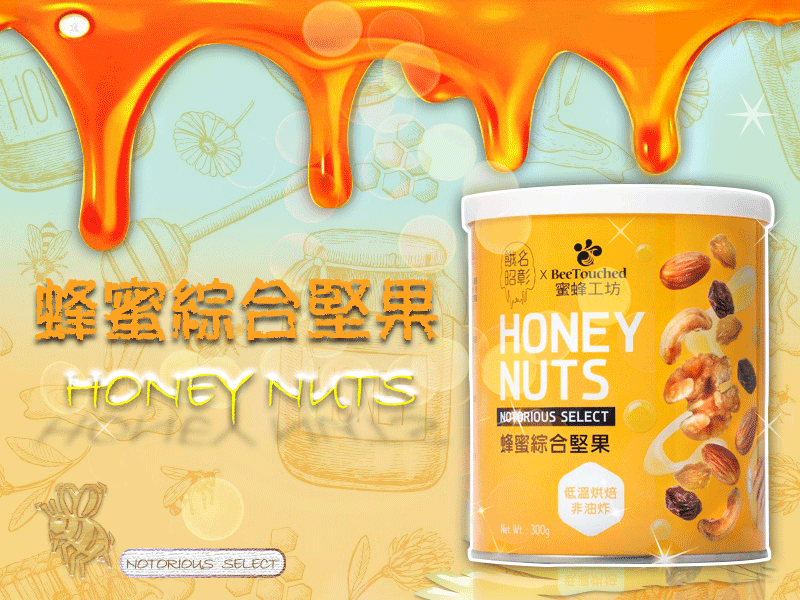 HON
蜂蜜綜合堅果
HONEY NUTS
NOTORIOUS SELECT
餓名
昭彰
X BeeTouched
蜜蜂工坊
HONEY
NUTS
NOTORIOUS SELECT
蜂蜜綜合堅果
低溫烘焙
非油炸
Net Wt. : 300g